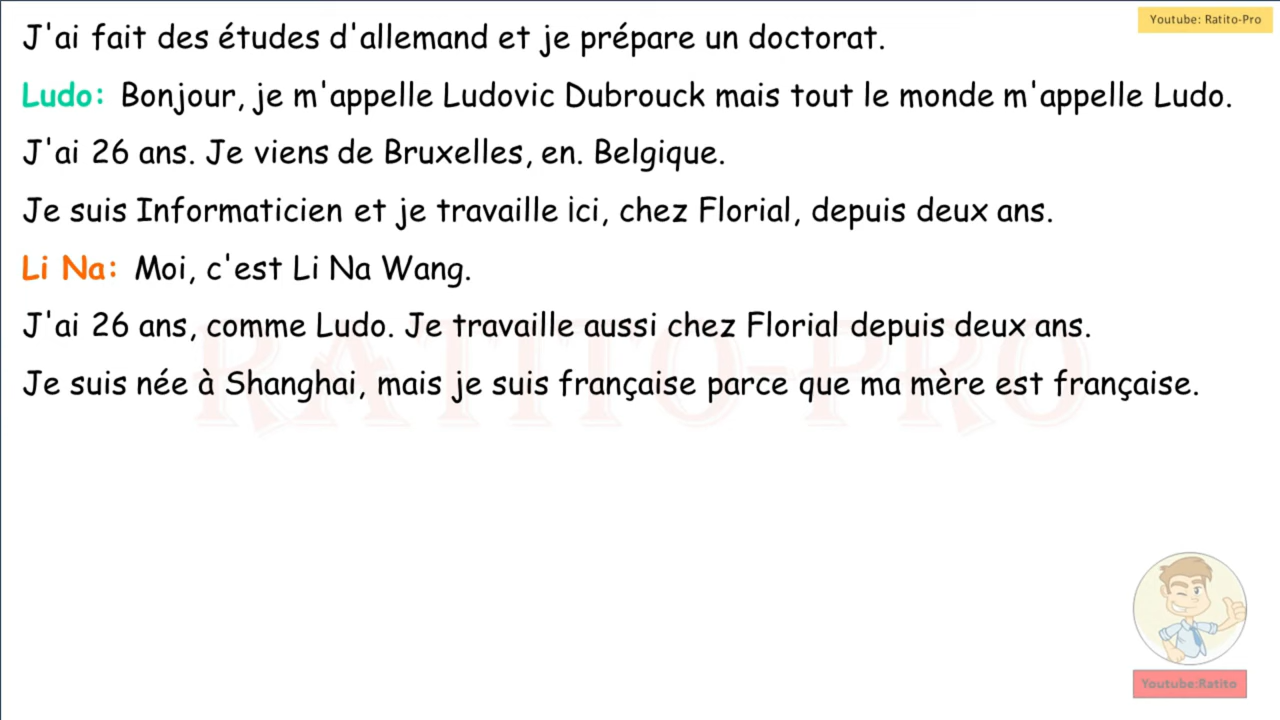 Youtube: Ratito-Pro
J'ai fait des études d'allemand et je prépare un doctorat.
Ludo: Bonjour, je m'appelle Ludovic Dubrouck mais tout le monde m'appelle Ludo.
J'ai 26 ans. Je viens de Bruxelles, en. Belgique.
Je suis Informaticien et je travaille ici, chez Florial, depuis deux ans.
Li Na: Moi, c'est Li Na Wang.
J'ai 26 ans, comme Ludo. Je travaille aussi chez Florial depuis deux ans.
Je suis née à Shanghai, mais je suis française parce que ma mère est française.
RATITO-PRO
Youtube:Ratito